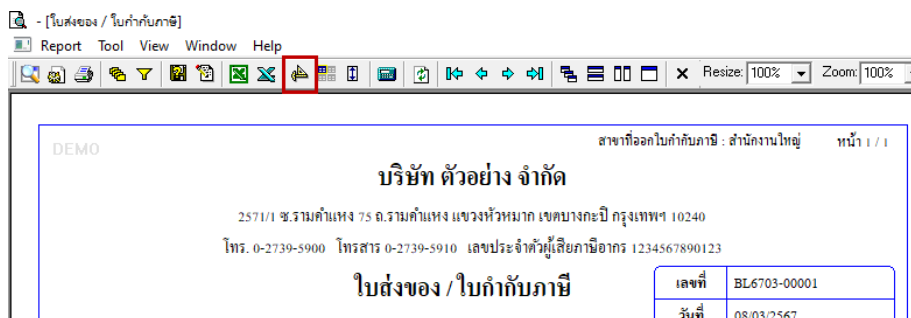 - [ใบส่งของ / ใบกำกับภาษี]
Report Tool View Window Help
Resize: 100% Zoom: 100%
DEMO
สาขาที่ออกใบกำกับภาษี : สำนักงานใหญ่ หน้า 1 / 1
บริษัท ตัวอย่าง จำกัด
2571/1 ซ.รามคำแหง 75 ถ.รามคำแหง แขวงหัวหมาก เขตบางกะปิ กรุงเทพฯ 10240
โทร. 0-2739-5900 โทรสาร 0-2739-5910 เลขประจำตัวผู้เสียภาษีอากร 1234567890123
ใบส่งของ / ใบกำกับภาษี
เลขที่ BL6703-00001
วันที่ 08/03/2567